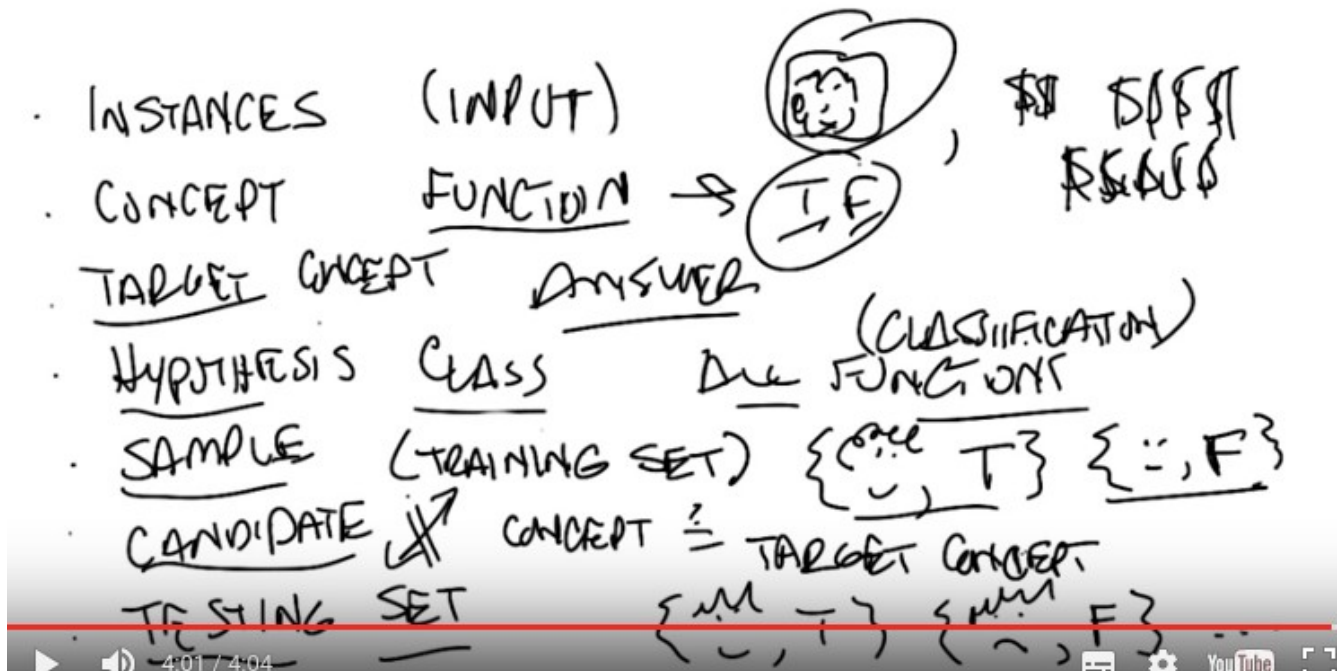 INSTANCES (INPUT) $$ $$$$
$$$$$
CONCEPT FUNCTION → T F
TARGET CONCEPT ANSWER
HYPOTHESIS CLASS ALL FUNCTIONS
(CLASSIIFICATION)
SAMPLE (TRAINING SET) { , T} { , F}
CANDIDATE CONCEPT ?= TARGET CONCEPT
TESTING SET { , T } { , F } ...
4:01 / 4:04 YouTube